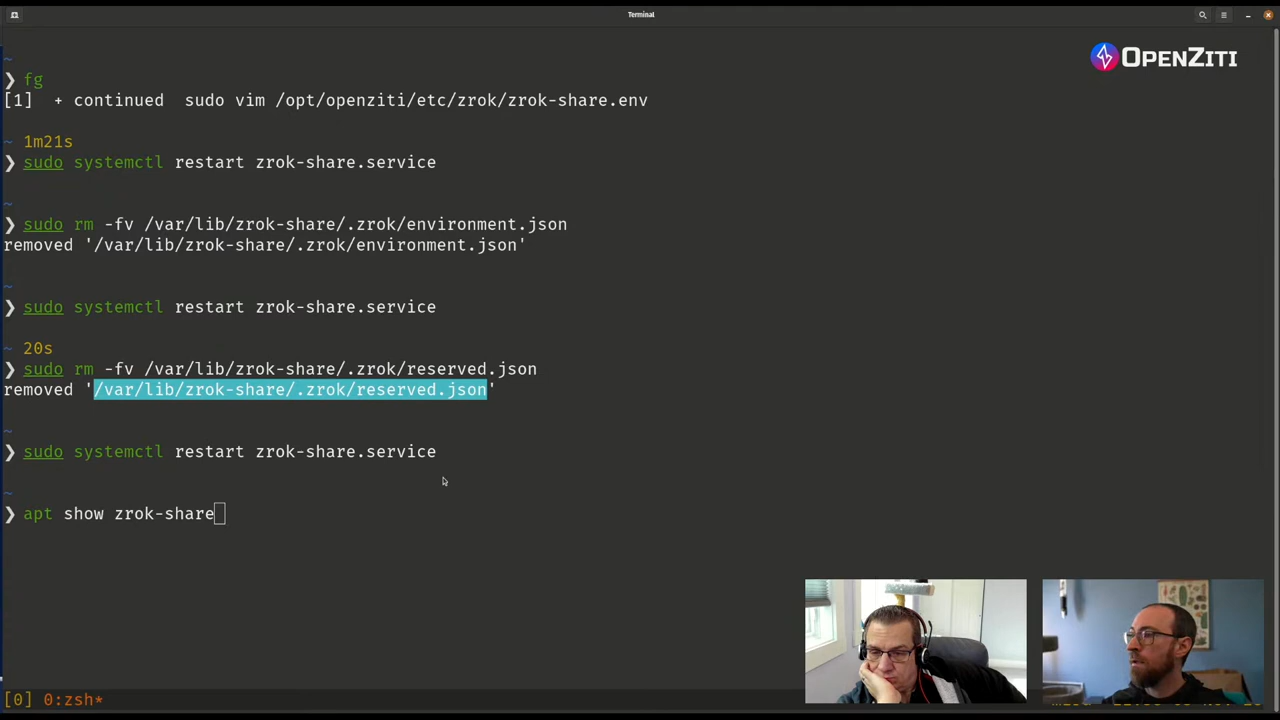 Terminal
OPENZITI
~
❯ fg
[1]  + continued  sudo vim /opt/openziti/etc/zrok/zrok-share.env
~ 1m21s
❯ sudo systemctl restart zrok-share.service
~
❯ sudo rm -fv /var/lib/zrok-share/.zrok/environment.json
removed '/var/lib/zrok-share/.zrok/environment.json'
~
❯ sudo systemctl restart zrok-share.service
~ 20s
❯ sudo rm -fv /var/lib/zrok-share/.zrok/reserved.json
removed '/var/lib/zrok-share/.zrok/reserved.json'
~
❯ sudo systemctl restart zrok-share.service
~
❯ apt show zrok-share
[0] 0:zsh*